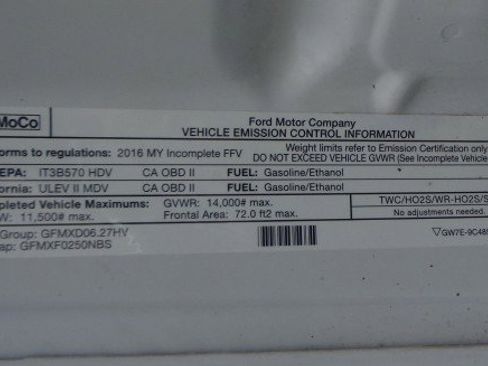 MoCo
Ford Motor Company
VEHICLE EMISSION CONTROL INFORMATION
orms to regulations: 2016 MY Incomplete FFV
Weight limits refer to Emission Certification only
DO NOT EXCEED VEHICLE GVWR (See Incomplete Vehicle
EPA: IT3B570 HDV CA OBD II FUEL: Gasoline/Ethanol
ornia: ULEV II MDV CA OBD II FUEL: Gasoline/Ethanol
pleted Vehicle Maximums: GVWR: 14,000# max.
W: 11,500# max. Frontal Area: 72.0 ft2 max.
TWC/HO2S/WR-HO2S/S
No adjustments needed.
Group: GFMXD06.27HV
ap: GFMXF0250NBS
GW7E-9C485